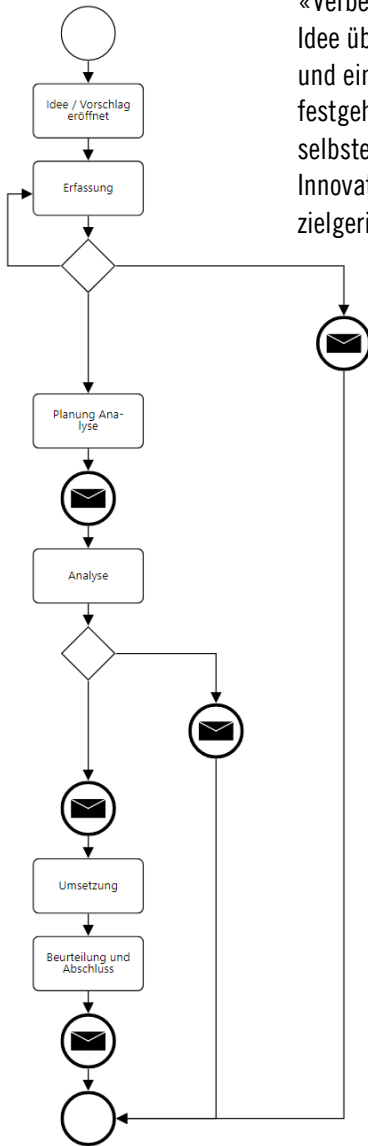 «Verbe
Idee üb
und ein
festgeh
selbste
Innovat
zielgeri
Idee / Vorschlag
eröffnet
Erfassung
Planung Ana-
lyse
Analyse
Umsetzung
Beurteilung und
Abschluss